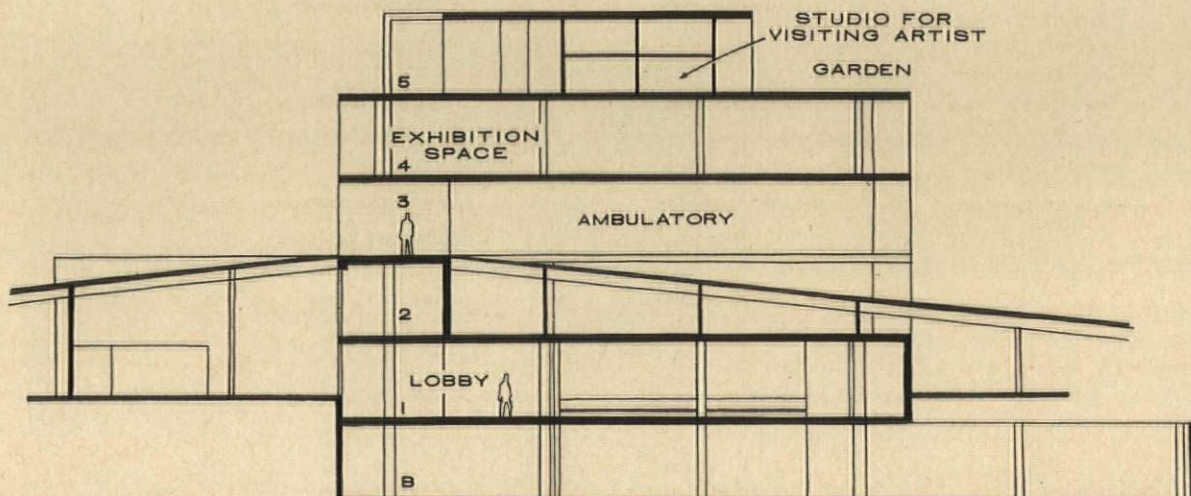 STUDIO FOR
VISITING ARTIST
GARDEN
5
EXHIBITION
SPACE
4
3
AMBULATORY
2
LOBBY
1
B